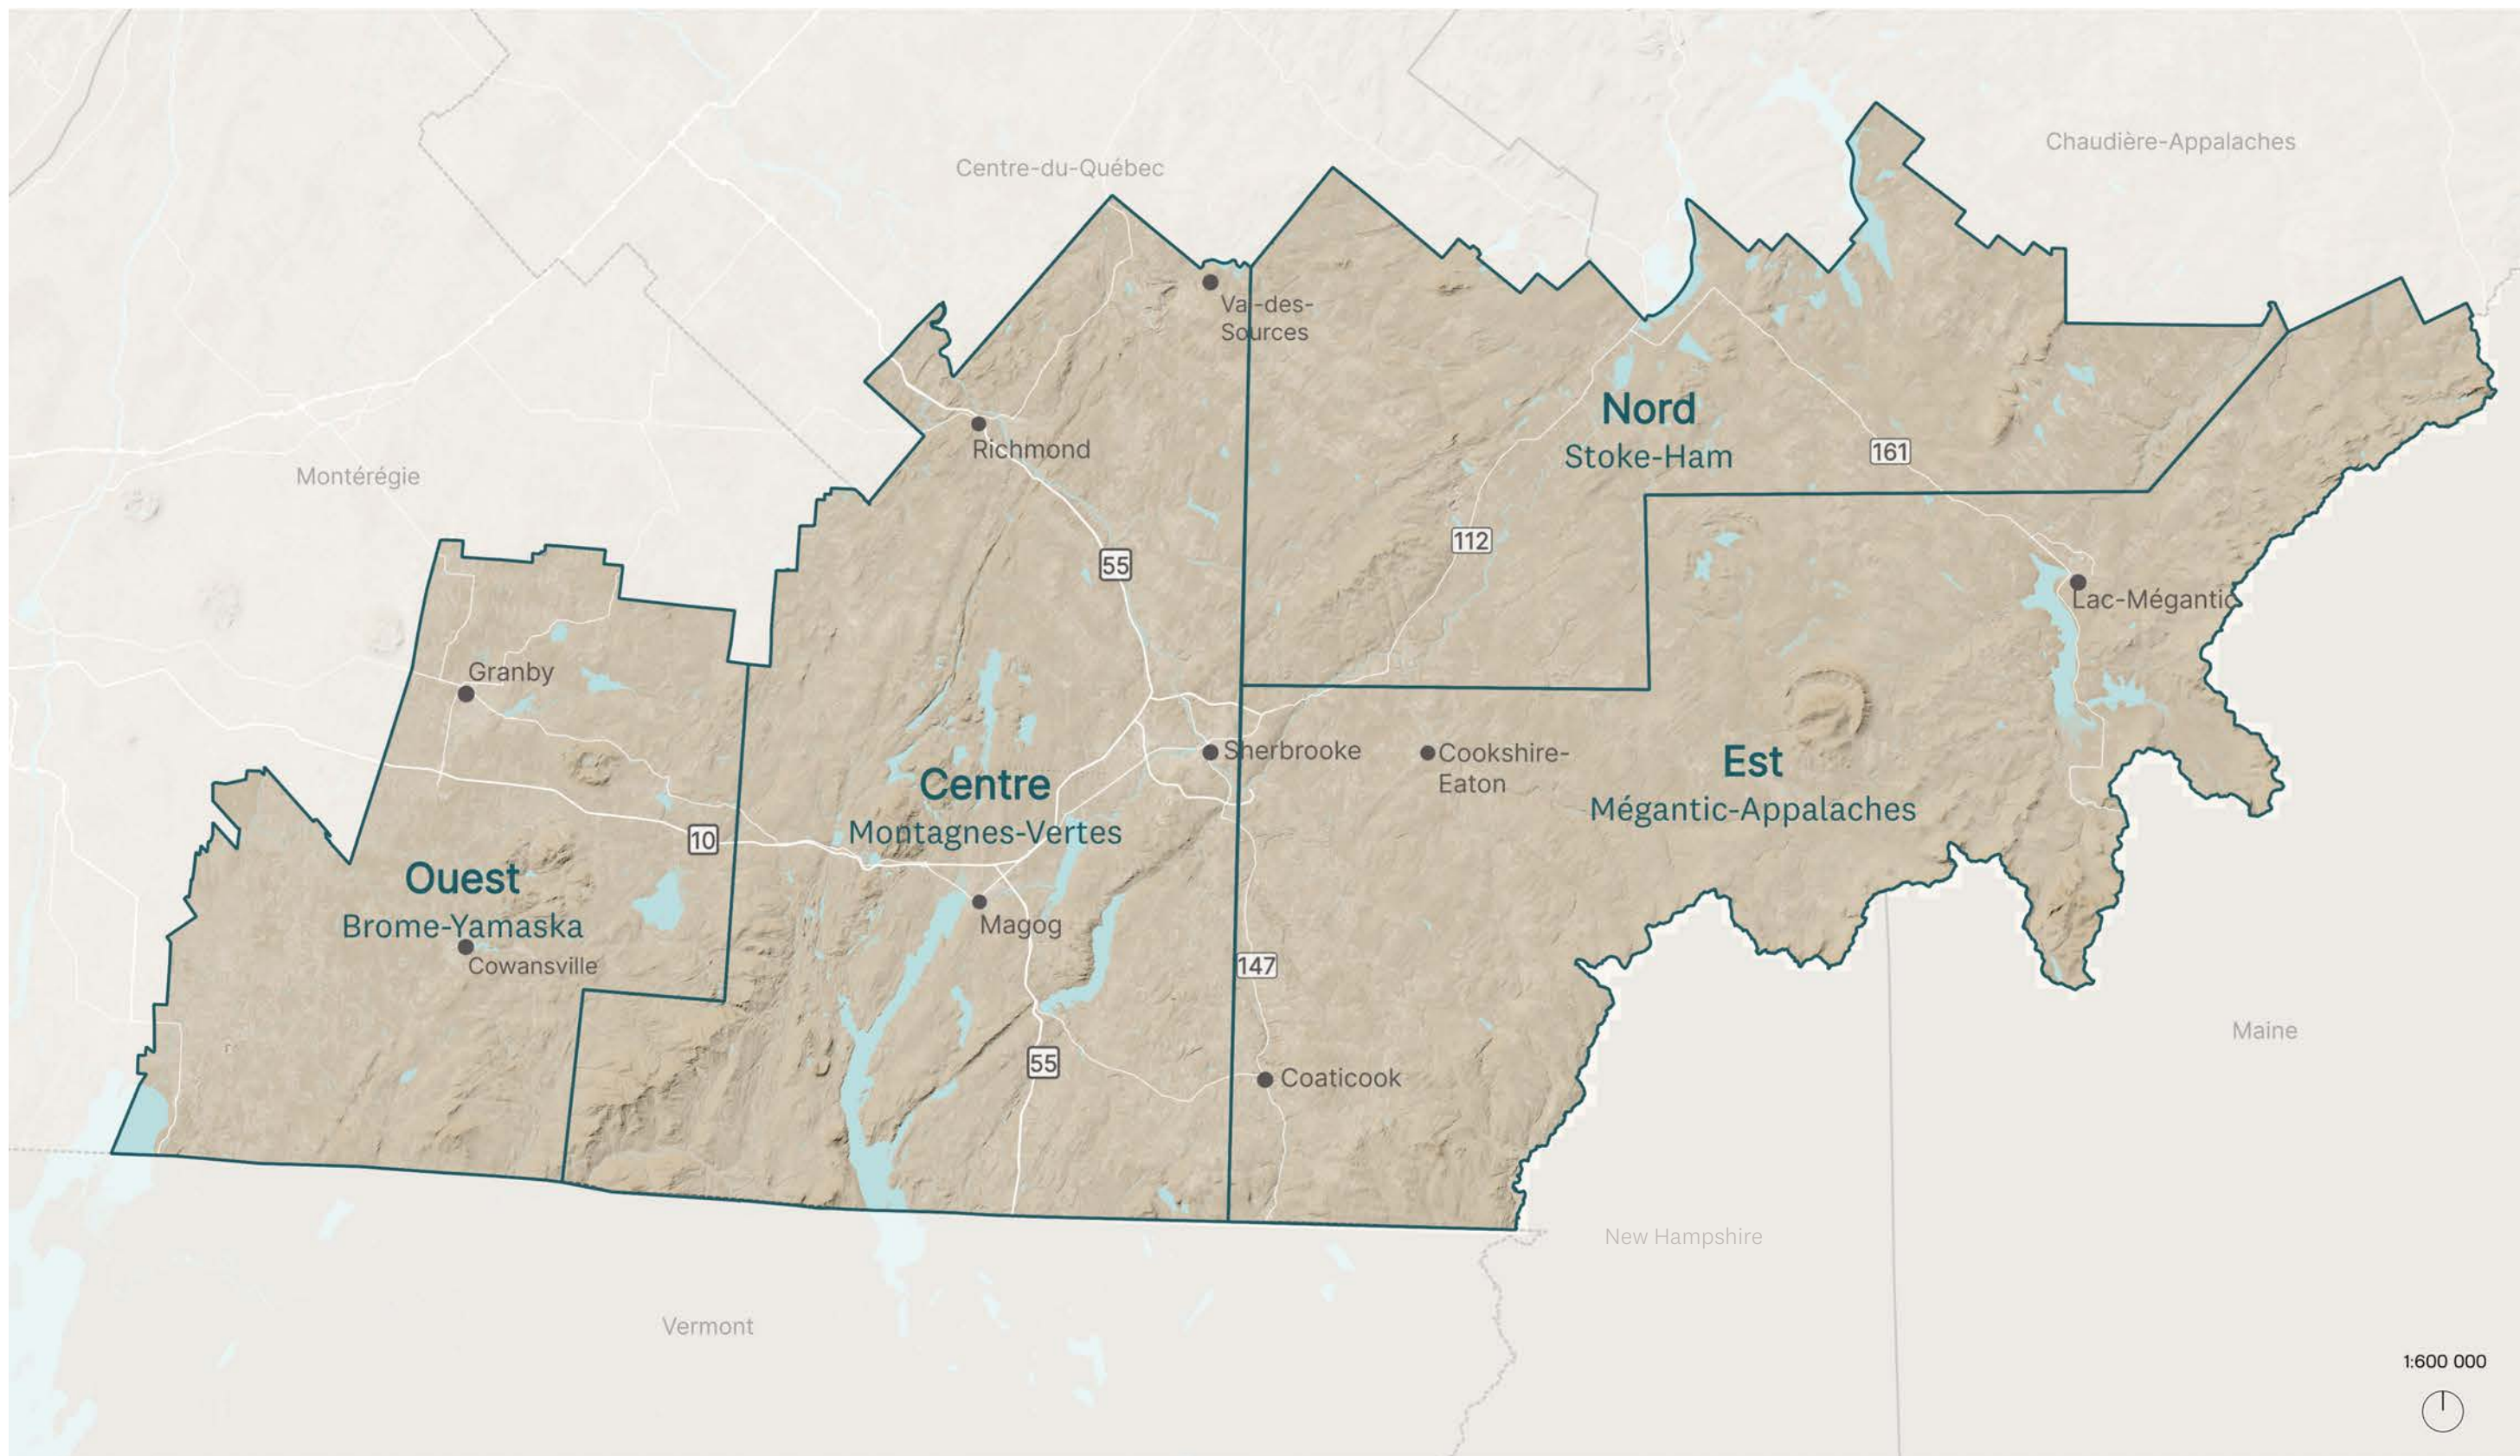 Chaudière-Appalaches
Centre-du-Québec
Val-des-
Sources
Nord
Stoke-Ham
161
Richmond
Montérégie
112
55
Lac-Mégantic
Granby
Sherbrooke
Cookshire-
Eaton
Est
Mégantic-Appalaches
Centre
Montagnes-Vertes
10
Ouest
Brome-Yamaska
Magog
Cowansville
147
Maine
55
Coaticook
New Hampshire
Vermont
1:600 000